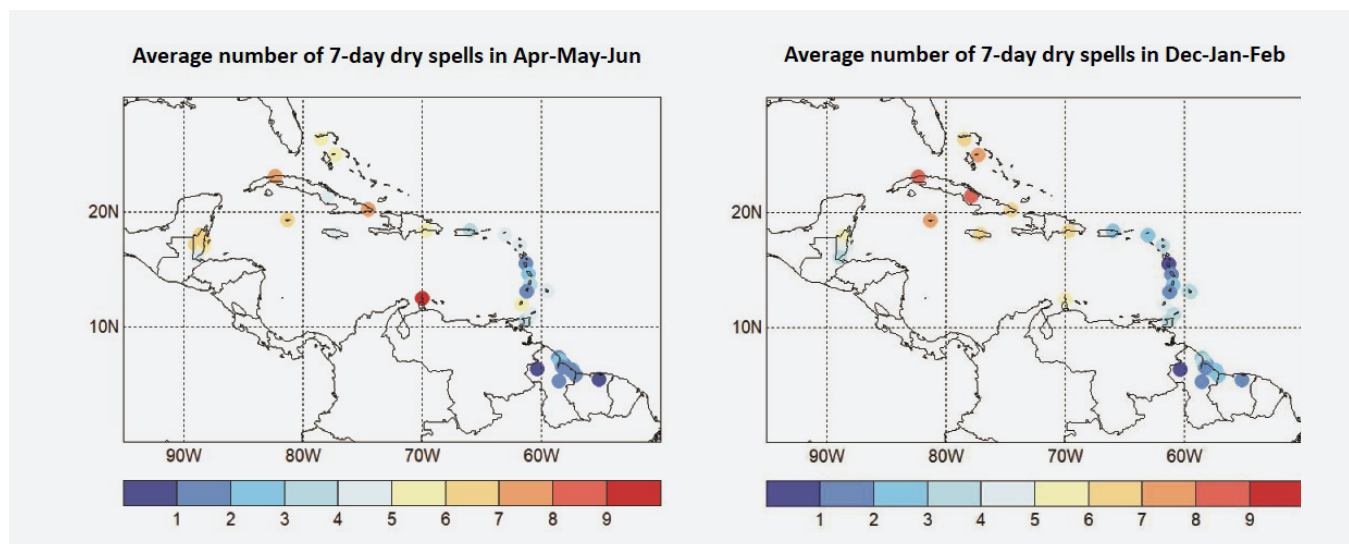 Average number of 7-day dry spells in Apr-May-Jun
20N
10N
90W 80W 70W 60W
1 2 3 4 5 6 7 8 9
Average number of 7-day dry spells in Dec-Jan-Feb
20N
10N
90W 80W 70W 60W
1 2 3 4 5 6 7 8 9